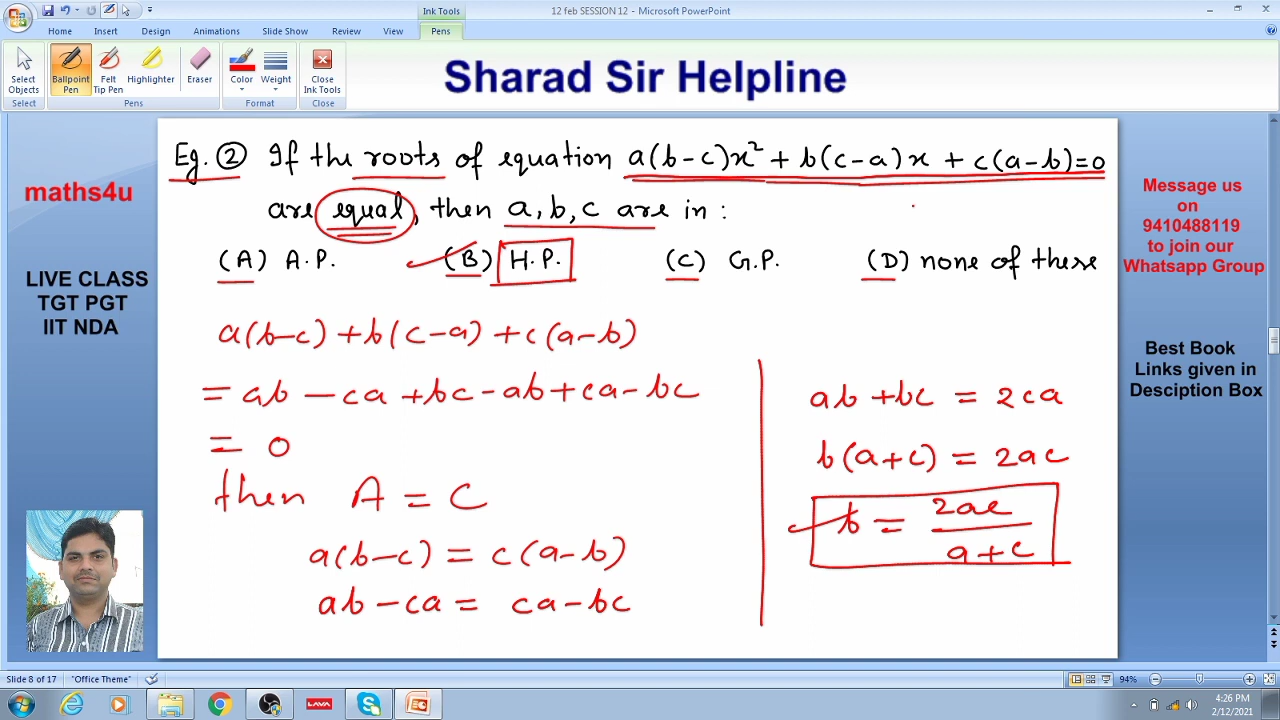 Ink Tools
12 feb SESSION 12 - Microsoft PowerPoint
Home Insert Design Animations Slide Show Review View Pens
Select Objects
Ballpoint Pen
Felt Tip Pen
Highlighter
Eraser
Color
Weight
Close Ink Tools
Select Pens Format Close
Sharad Sir Helpline
maths4u
LIVE CLASS
TGT PGT
IIT NDA
Eg. ② If the roots of equation a(b-c)x² + b(c-a)x + c(a-b)=0
are equal, then a, b, c are in :
(A) A.P. (B) H.P. (C) G.P. (D) none of these
a(b-c) + b(c-a) + c(a-b)
= ab - ca + bc - ab + ca - bc
= 0
then A = C
a(b-c) = c(a-b)
ab - ca = ca - bc
ab + bc = 2ca
b(a+c) = 2ac
b = 2ac/a+c
Message us
on
9410488119
to join our
Whatsapp Group
Best Book
Links given in
Desciption Box
Slide 8 of 17 "Office Theme" 94%
LAVA
4:26 PM
2/12/2021